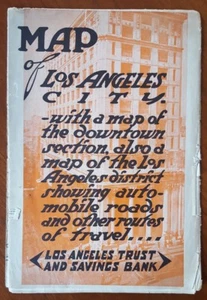 MAP
of LOS ANGELES
CITY.
-with a map of
the downtown
section, also a
map of the Los
Angeles district
showing auto-
mobile roads
and other routes
of travel....
LOS ANGELES TRUST
AND SAVINGS BANK